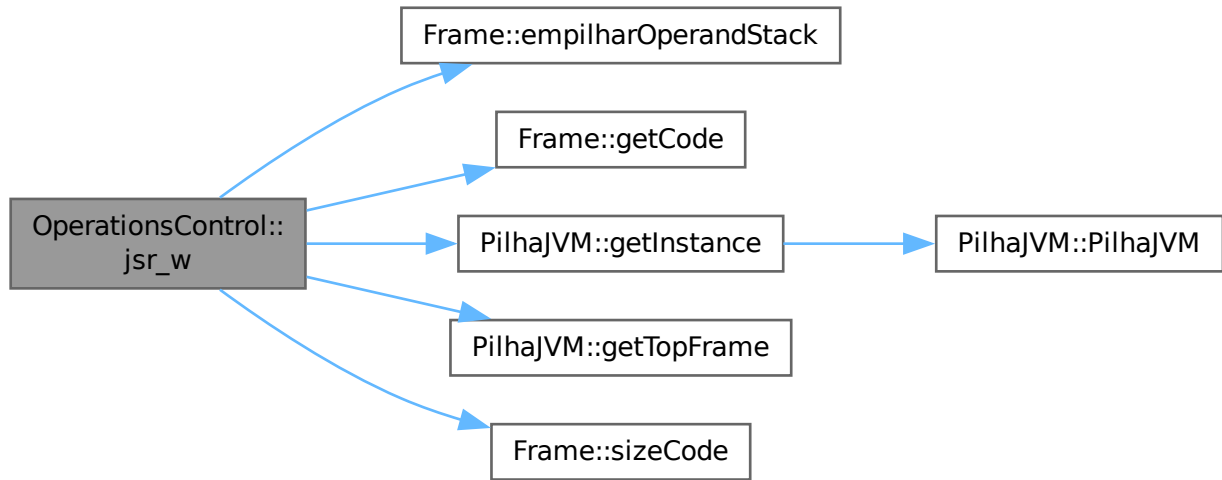 Frame::empilharOperandStack
Frame::getCode
OperationsControl::
jsr_w
PilhaJVM::getInstance
PilhaJVM::PilhaJVM
PilhaJVM::getTopFrame
Frame::sizeCode